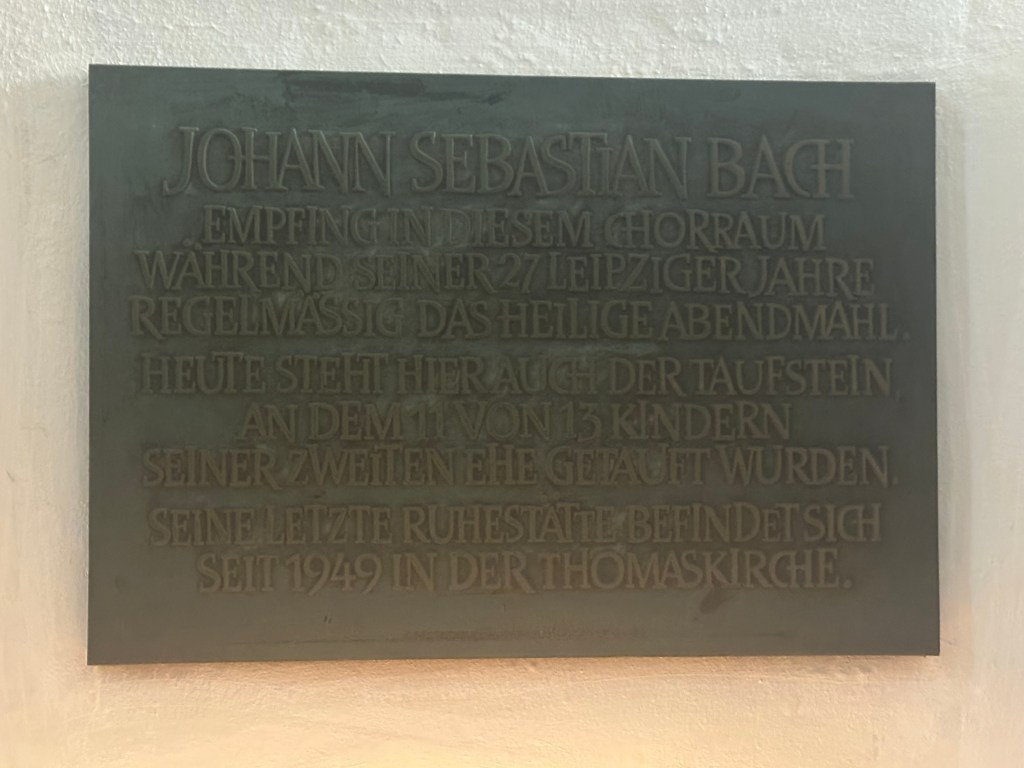 JOHANN SEBASTIAN BACH
EMPFING IN DIESEM CHORRAUM
WÄHREND SEINER 27 LEIPZIGER JAHRE
REGELMÄSSIG DAS HEILIGE ABENDMAHL.
HEUTE STEHT HIER AUCH DER TAUFSTEIN,
AN DEM 11 VON 13 KINDERN
SEINER ZWEITEN EHE GETAUFT WURDEN.
SEINE LETZTE RUHESTÄTTE BEFINDET SICH
SEIT 1949 IN DER THOMASKIRCHE.